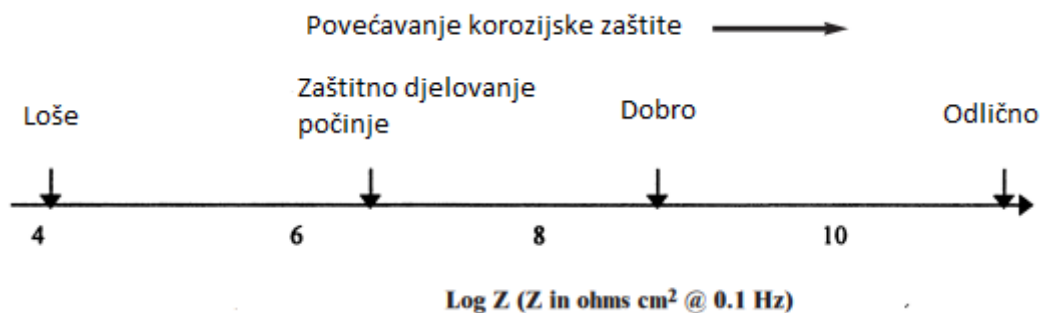 Povećavanje korozijske zaštite
Zaštitno djelovanje
počinje
Loše
Dobro
Odlično
4
6
8
10
Log Z (Z in ohms cm² @ 0.1 Hz)